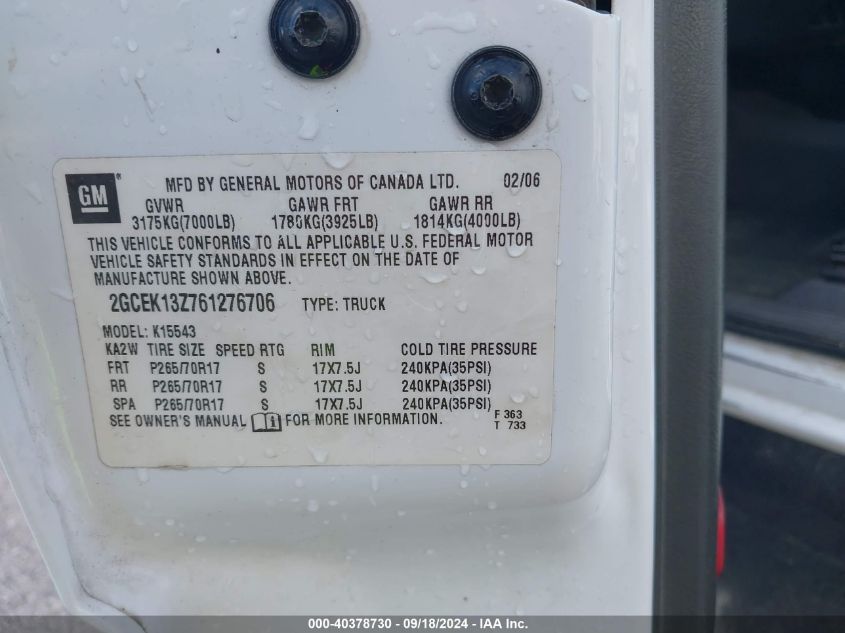 GM
MFD BY GENERAL MOTORS OF CANADA LTD. 02/06
GVWR GAWR FRT GAWR RR
3175KG(7000LB) 1780KG(3925LB) 1814KG(4000LB)
THIS VEHICLE CONFORMS TO ALL APPLICABLE U.S. FEDERAL MOTOR
VEHICLE SAFETY STANDARDS IN EFFECT ON THE DATE OF
MANUFACTURE SHOWN ABOVE.
2GCEK13Z761276706 TYPE: TRUCK
MODEL: K15543
KA2W TIRE SIZE SPEED RTG RIM COLD TIRE PRESSURE
FRT P265/70R17 S 17X7.5J 240KPA(35PSI)
RR P265/70R17 S 17X7.5J 240KPA(35PSI)
SPA P265/70R17 S 17X7.5J 240KPA(35PSI)
SEE OWNER'S MANUAL i FOR MORE INFORMATION.
F 363
T 733
000-40378730 - 09/18/2024 - IAA Inc.